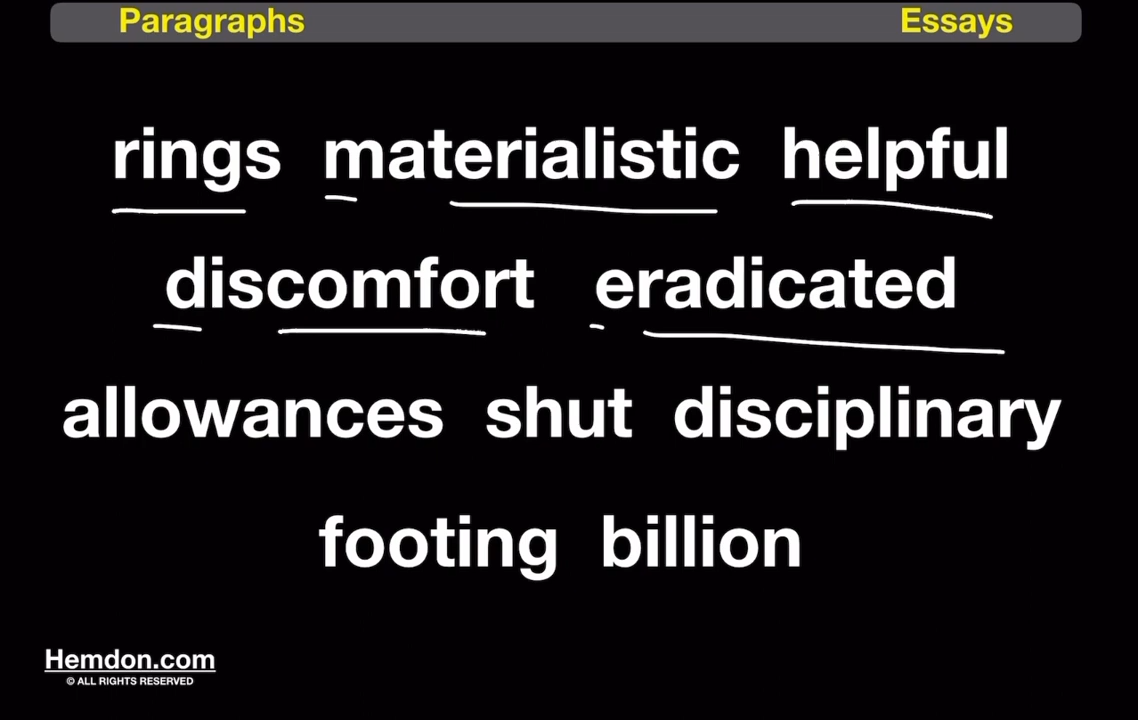 Paragraphs Essays
rings materialistic helpful
discomfort eradicated
allowances shut disciplinary
footing billion
Hemdon.com
© ALL RIGHTS RESERVED